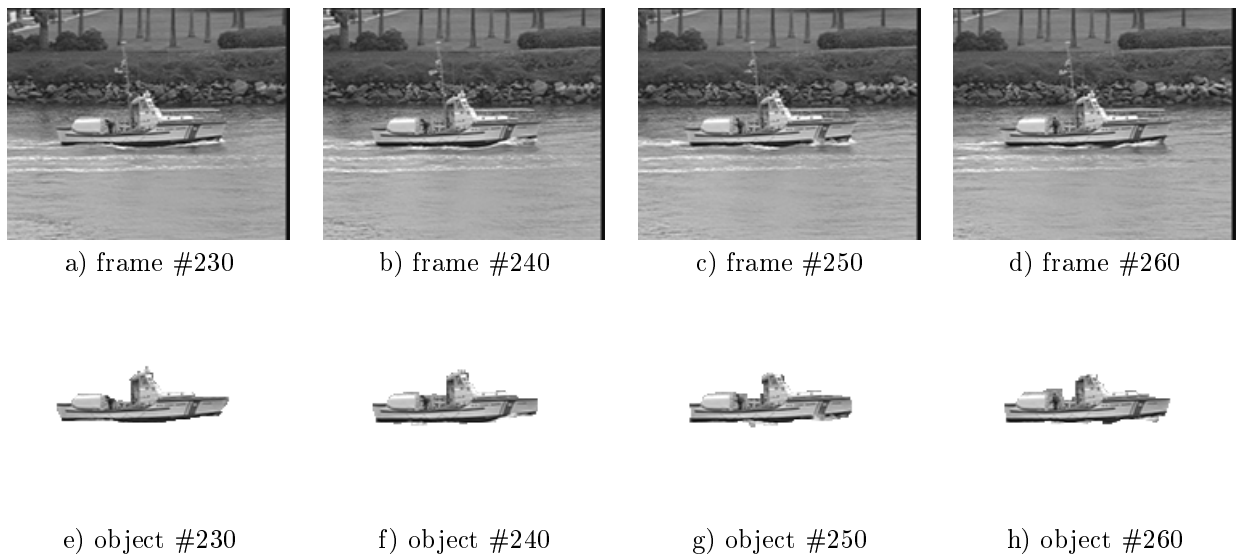 a) frame #230
b) frame #240
c) frame #250
d) frame #260
e) object #230
f) object #240
g) object #250
h) object #260